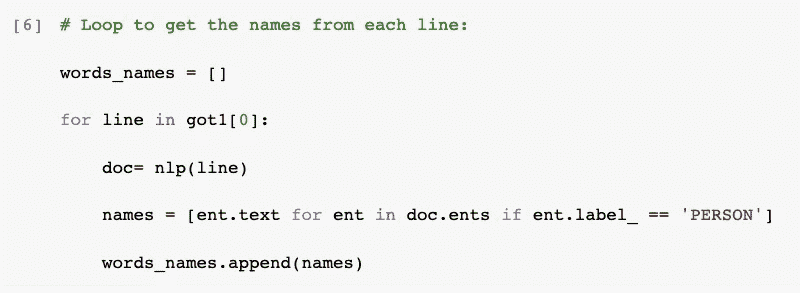 [6] # Loop to get the names from each line:
words_names = []
for line in got1[0]:
doc= nlp(line)
names = [ent.text for ent in doc.ents if ent.label_ == 'PERSON']
words_names.append(names)